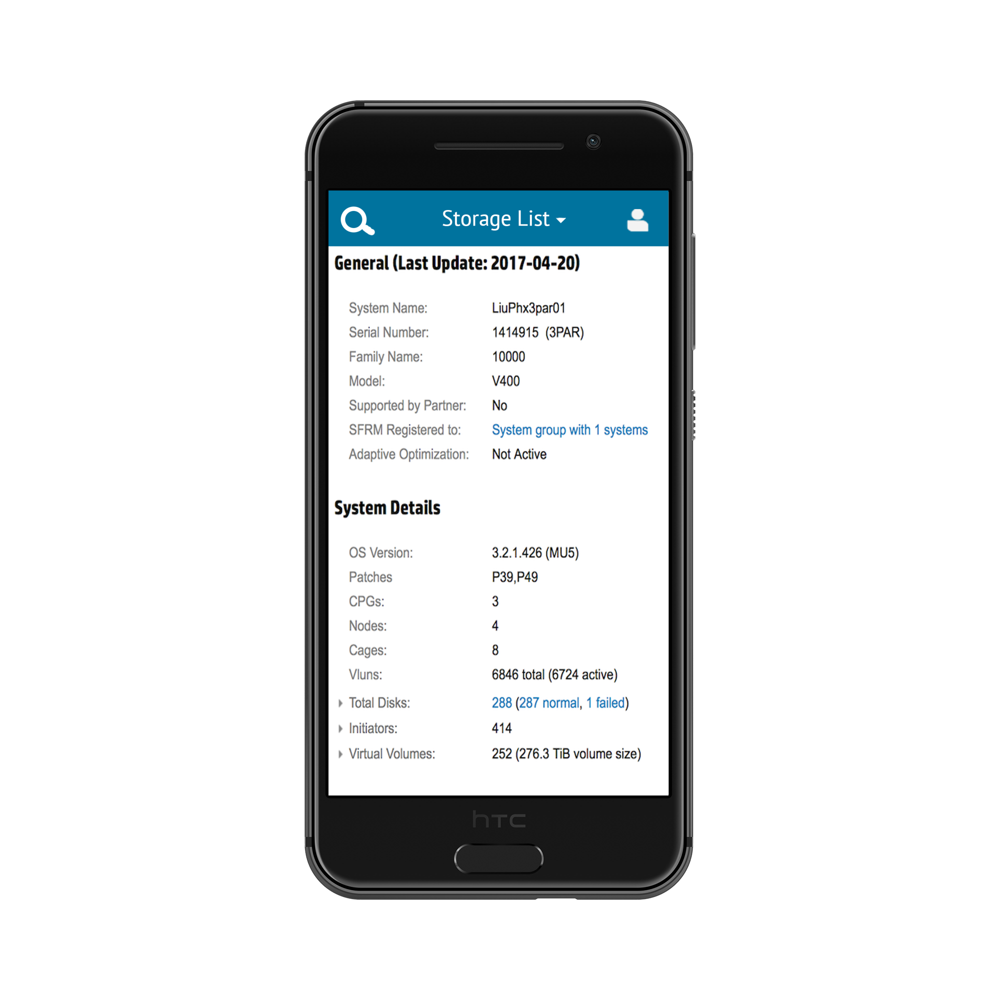 Storage List
General (Last Update: 2017-04-20)
System Name: LiuPhx3par01
Serial Number: 1414915 (3PAR)
Family Name: 10000
Model: V400
Supported by Partner: No
SFRM Registered to: System group with 1 systems
Adaptive Optimization: Not Active
System Details
OS Version: 3.2.1.426 (MU5)
Patches P39,P49
CPGs: 3
Nodes: 4
Cages: 8
Vluns: 6846 total (6724 active)
Total Disks: 288 (287 normal, 1 failed)
Initiators: 414
Virtual Volumes: 252 (276.3 TiB volume size)
hTC